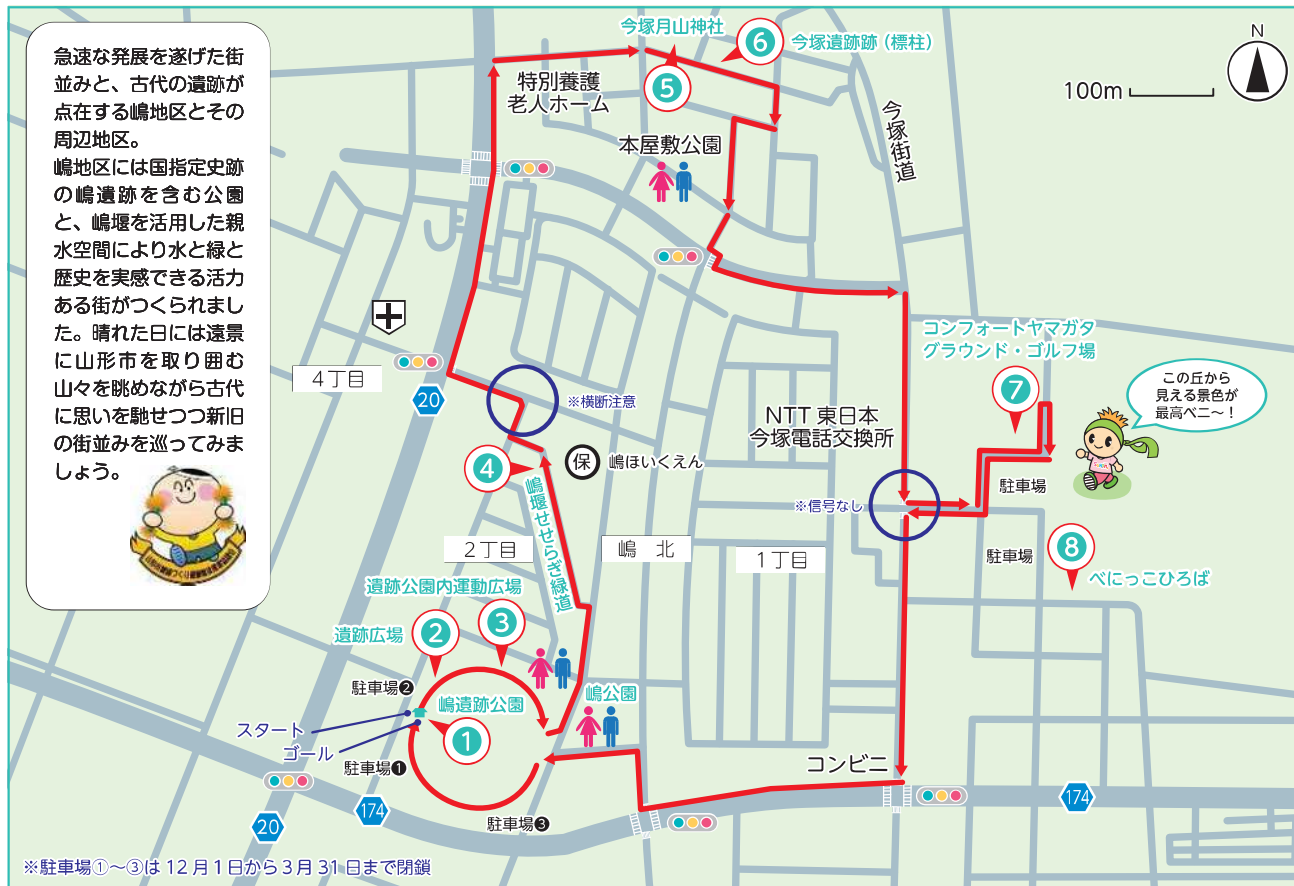 急速な発展を遂げた街
並みと、古代の遺跡が
点在する嶋地区とその
周辺地区。
嶋地区には国指定史跡
の嶋遺跡を含む公園
と、嶋堰を活用した親
水空間により水と緑と
歴史を実感できる活力
ある街がつくられまし
た。晴れた日には遠景
に山形市を取り囲む
山々を眺めながら古代
に思いを馳せつつ新旧
の街並みを巡ってみま
しょう。
今塚月山神社
⑤
⑥
今塚遺跡跡（標柱）
N
100m
特別養護
老人ホーム
本屋敷公園
今塚街道
コンフォートヤマガタ
グラウンド・ゴルフ場
⑦
この丘から
見える景色が
最高ベニ〜！
4丁目
20
※横断注意
NTT 東日本
今塚電話交換所
④
保 嶋ほいくえん
嶋堰せせらぎ緑道
※信号なし
駐車場
2丁目
嶋 北
1丁目
駐車場
⑧
べにっこひろば
遺跡公園内運動広場
③
遺跡広場
②
駐車場❷
嶋遺跡公園
①
嶋公園
スタート
ゴール
駐車場❶
コンビニ
174
20
174
駐車場❸
※駐車場①〜③は12月1日から3月31日まで閉鎖